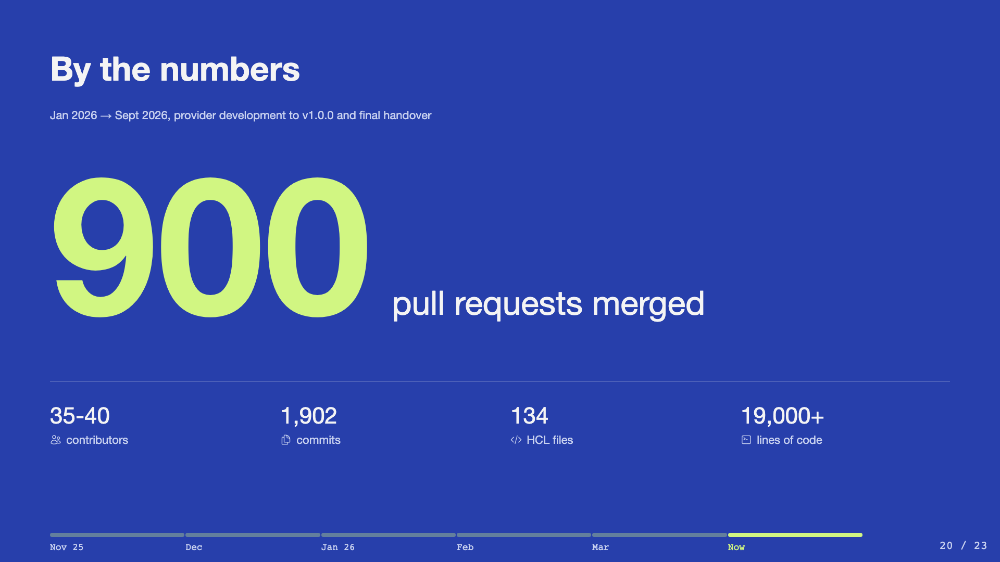 By the numbers
Jan 2026 → Sept 2026, provider development to v1.0.0 and final handover
900 pull requests merged
35-40
contributors
1,902
commits
134
HCL files
19,000+
lines of code
Nov 25
Dec
Jan 26
Feb
Mar
Now
20 / 23